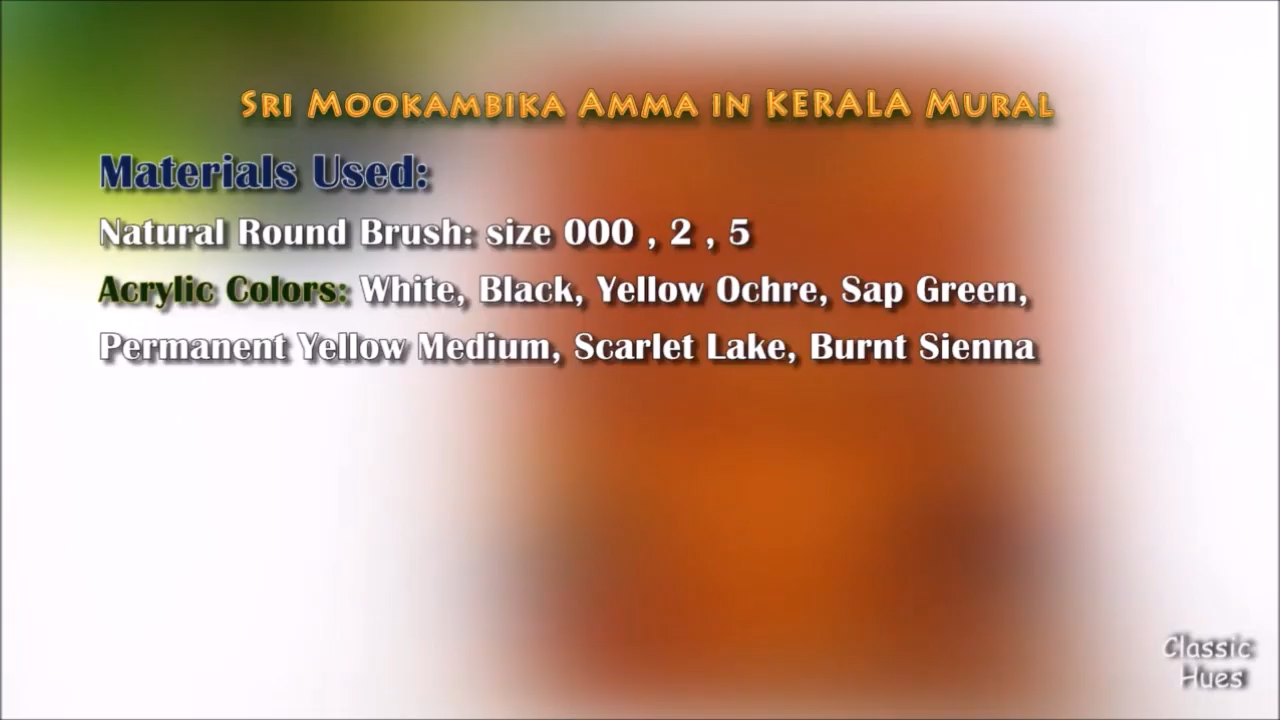 Sri Mookambika Amma in KERALA Mural
Materials Used:
Natural Round Brush: size 000 , 2 , 5
Acrylic Colors: White, Black, Yellow Ochre, Sap Green,
Permanent Yellow Medium, Scarlet Lake, Burnt Sienna
Classic
Hues